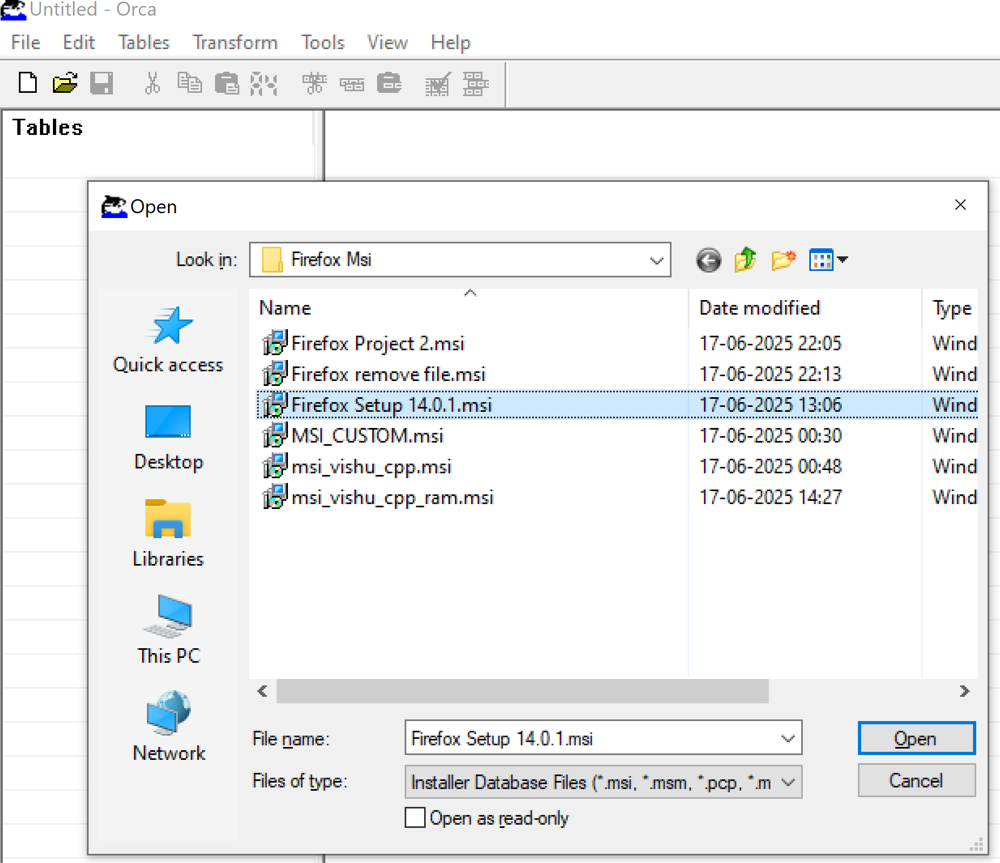 Untitled - Orca
File Edit Tables Transform Tools View Help
Tables
Open
Look in: Firefox Msi
Name Date modified Type
Firefox Project 2.msi 17-06-2025 22:05 Wind
Firefox remove file.msi 17-06-2025 22:13 Wind
Firefox Setup 14.0.1.msi 17-06-2025 13:06 Wind
MSI_CUSTOM.msi 17-06-2025 00:30 Wind
msi_vishu_cpp.msi 17-06-2025 00:48 Wind
msi_vishu_cpp_ram.msi 17-06-2025 14:27 Wind
Quick access
Desktop
Libraries
This PC
Network
File name: Firefox Setup 14.0.1.msi Open
Files of type: Installer Database Files (*.msi, *.msm, *.pcp, *.m Cancel
Open as read-only